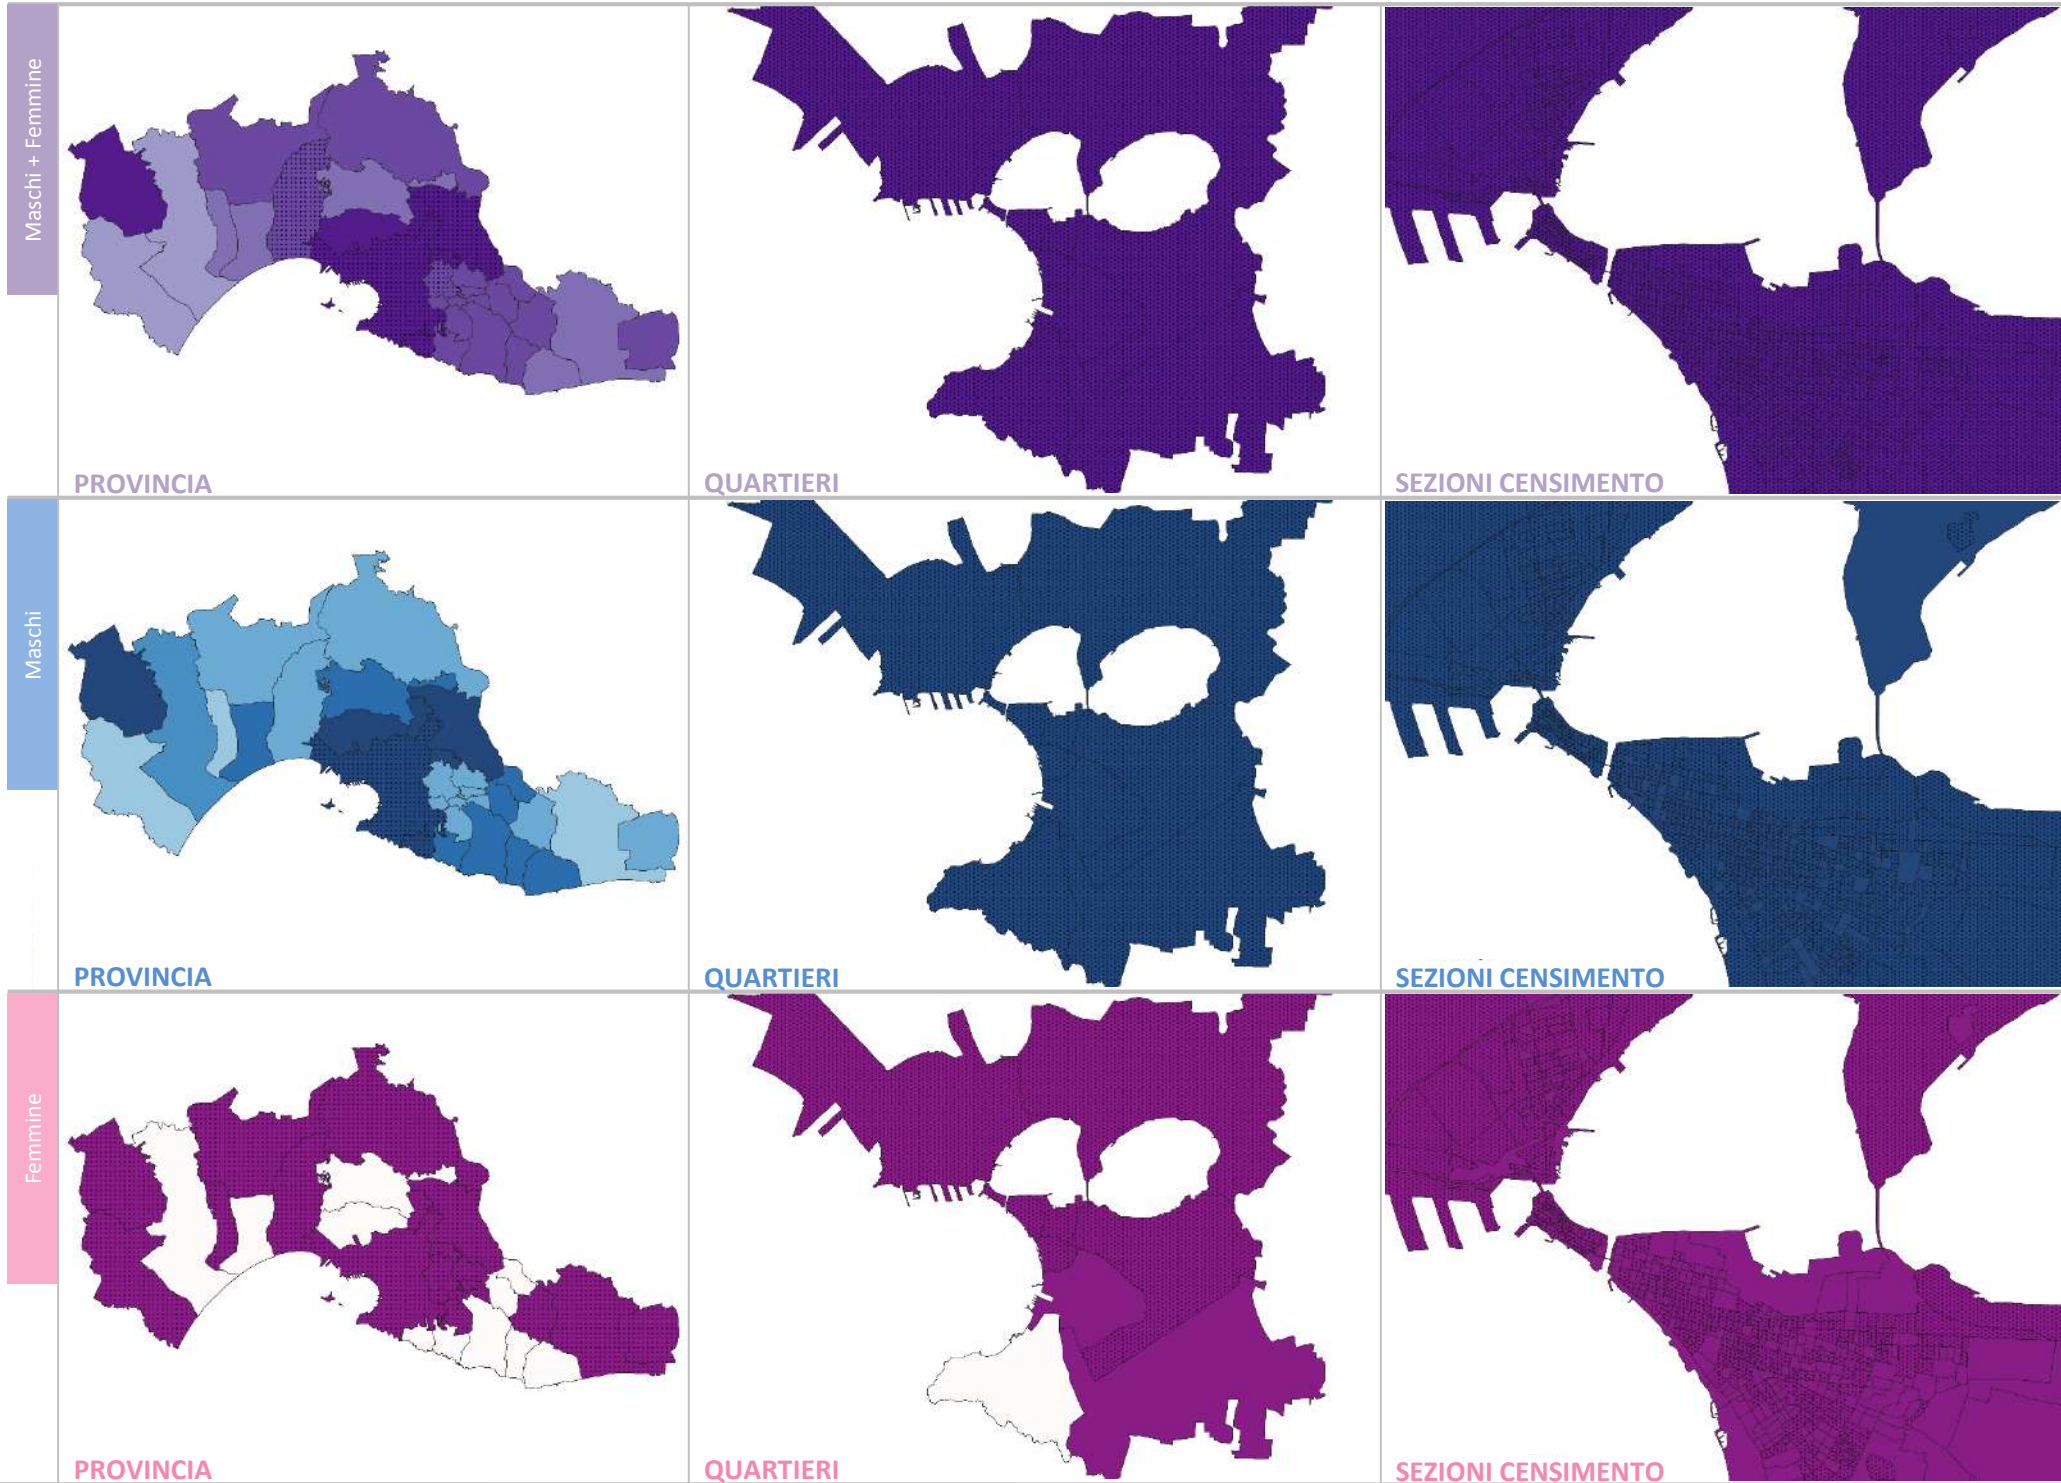 Maschi + Femmine
PROVINCIA
QUARTIERI
SEZIONI CENSIMENTO
Maschi
PROVINCIA
QUARTIERI
SEZIONI CENSIMENTO
Femmine
PROVINCIA
QUARTIERI
SEZIONI CENSIMENTO